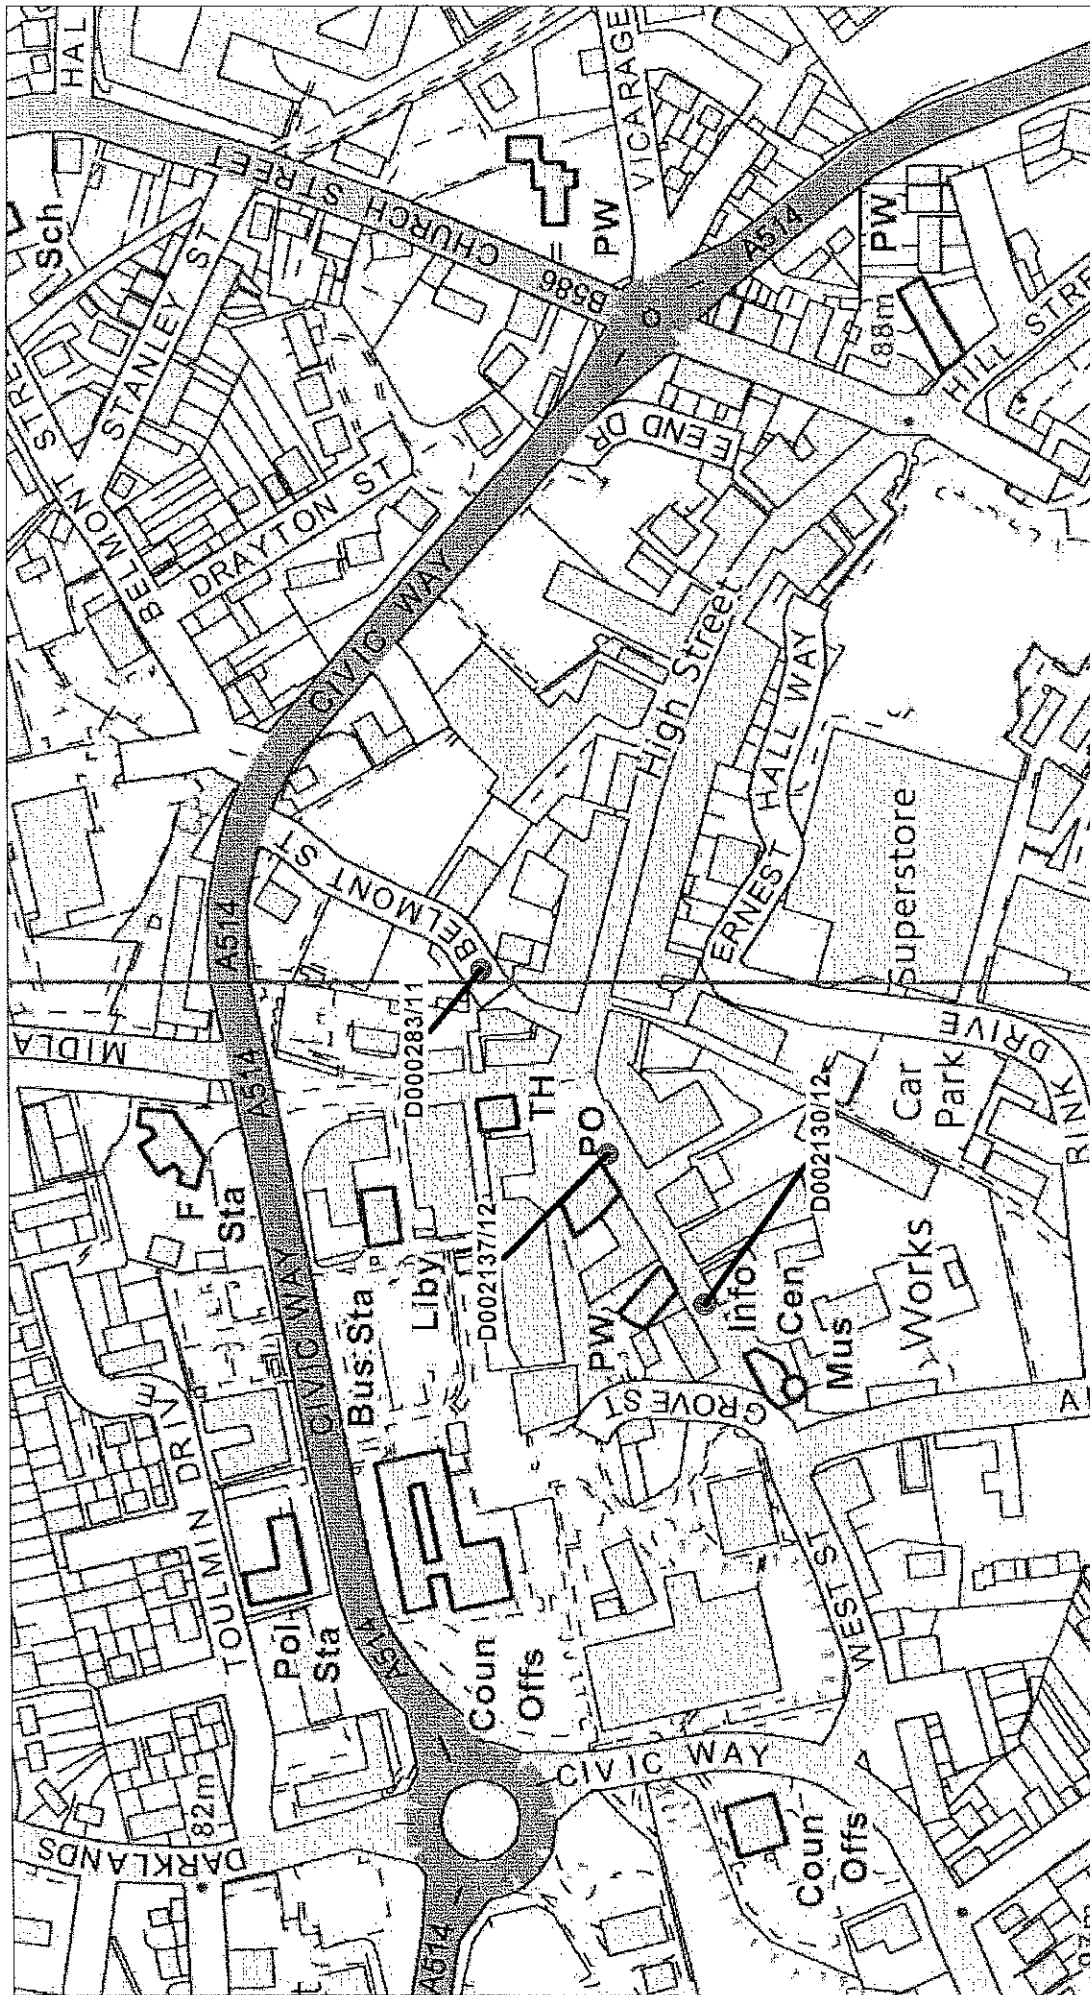 HAL
Sch
STREET
CHURCH
B586
STANLEY ST
STRE
BELMONT
DRAYTON ST
PW
VICARAGE
A514
PW
88m
HILL STRE
E END DR
CIVIC WAY
High Street
ERNEST HALL WAY
Superstore
BELMONT ST
A514
D000283/11
MIDLA
A514
F
Sta
TH
PO
D002137/12
D002130/12
Car
Park
RINK DRIVE
Liby
Bus Sta
CIVIC WAY
PW
Info
Cen
Mus
Works
GROVE ST
A
TOULMIN DRIVE
Pol
Sta
A514
Coun
Offs
WEST ST
CIVIC WAY
DARKLANDS
82m
A514
Coun
Offs
t